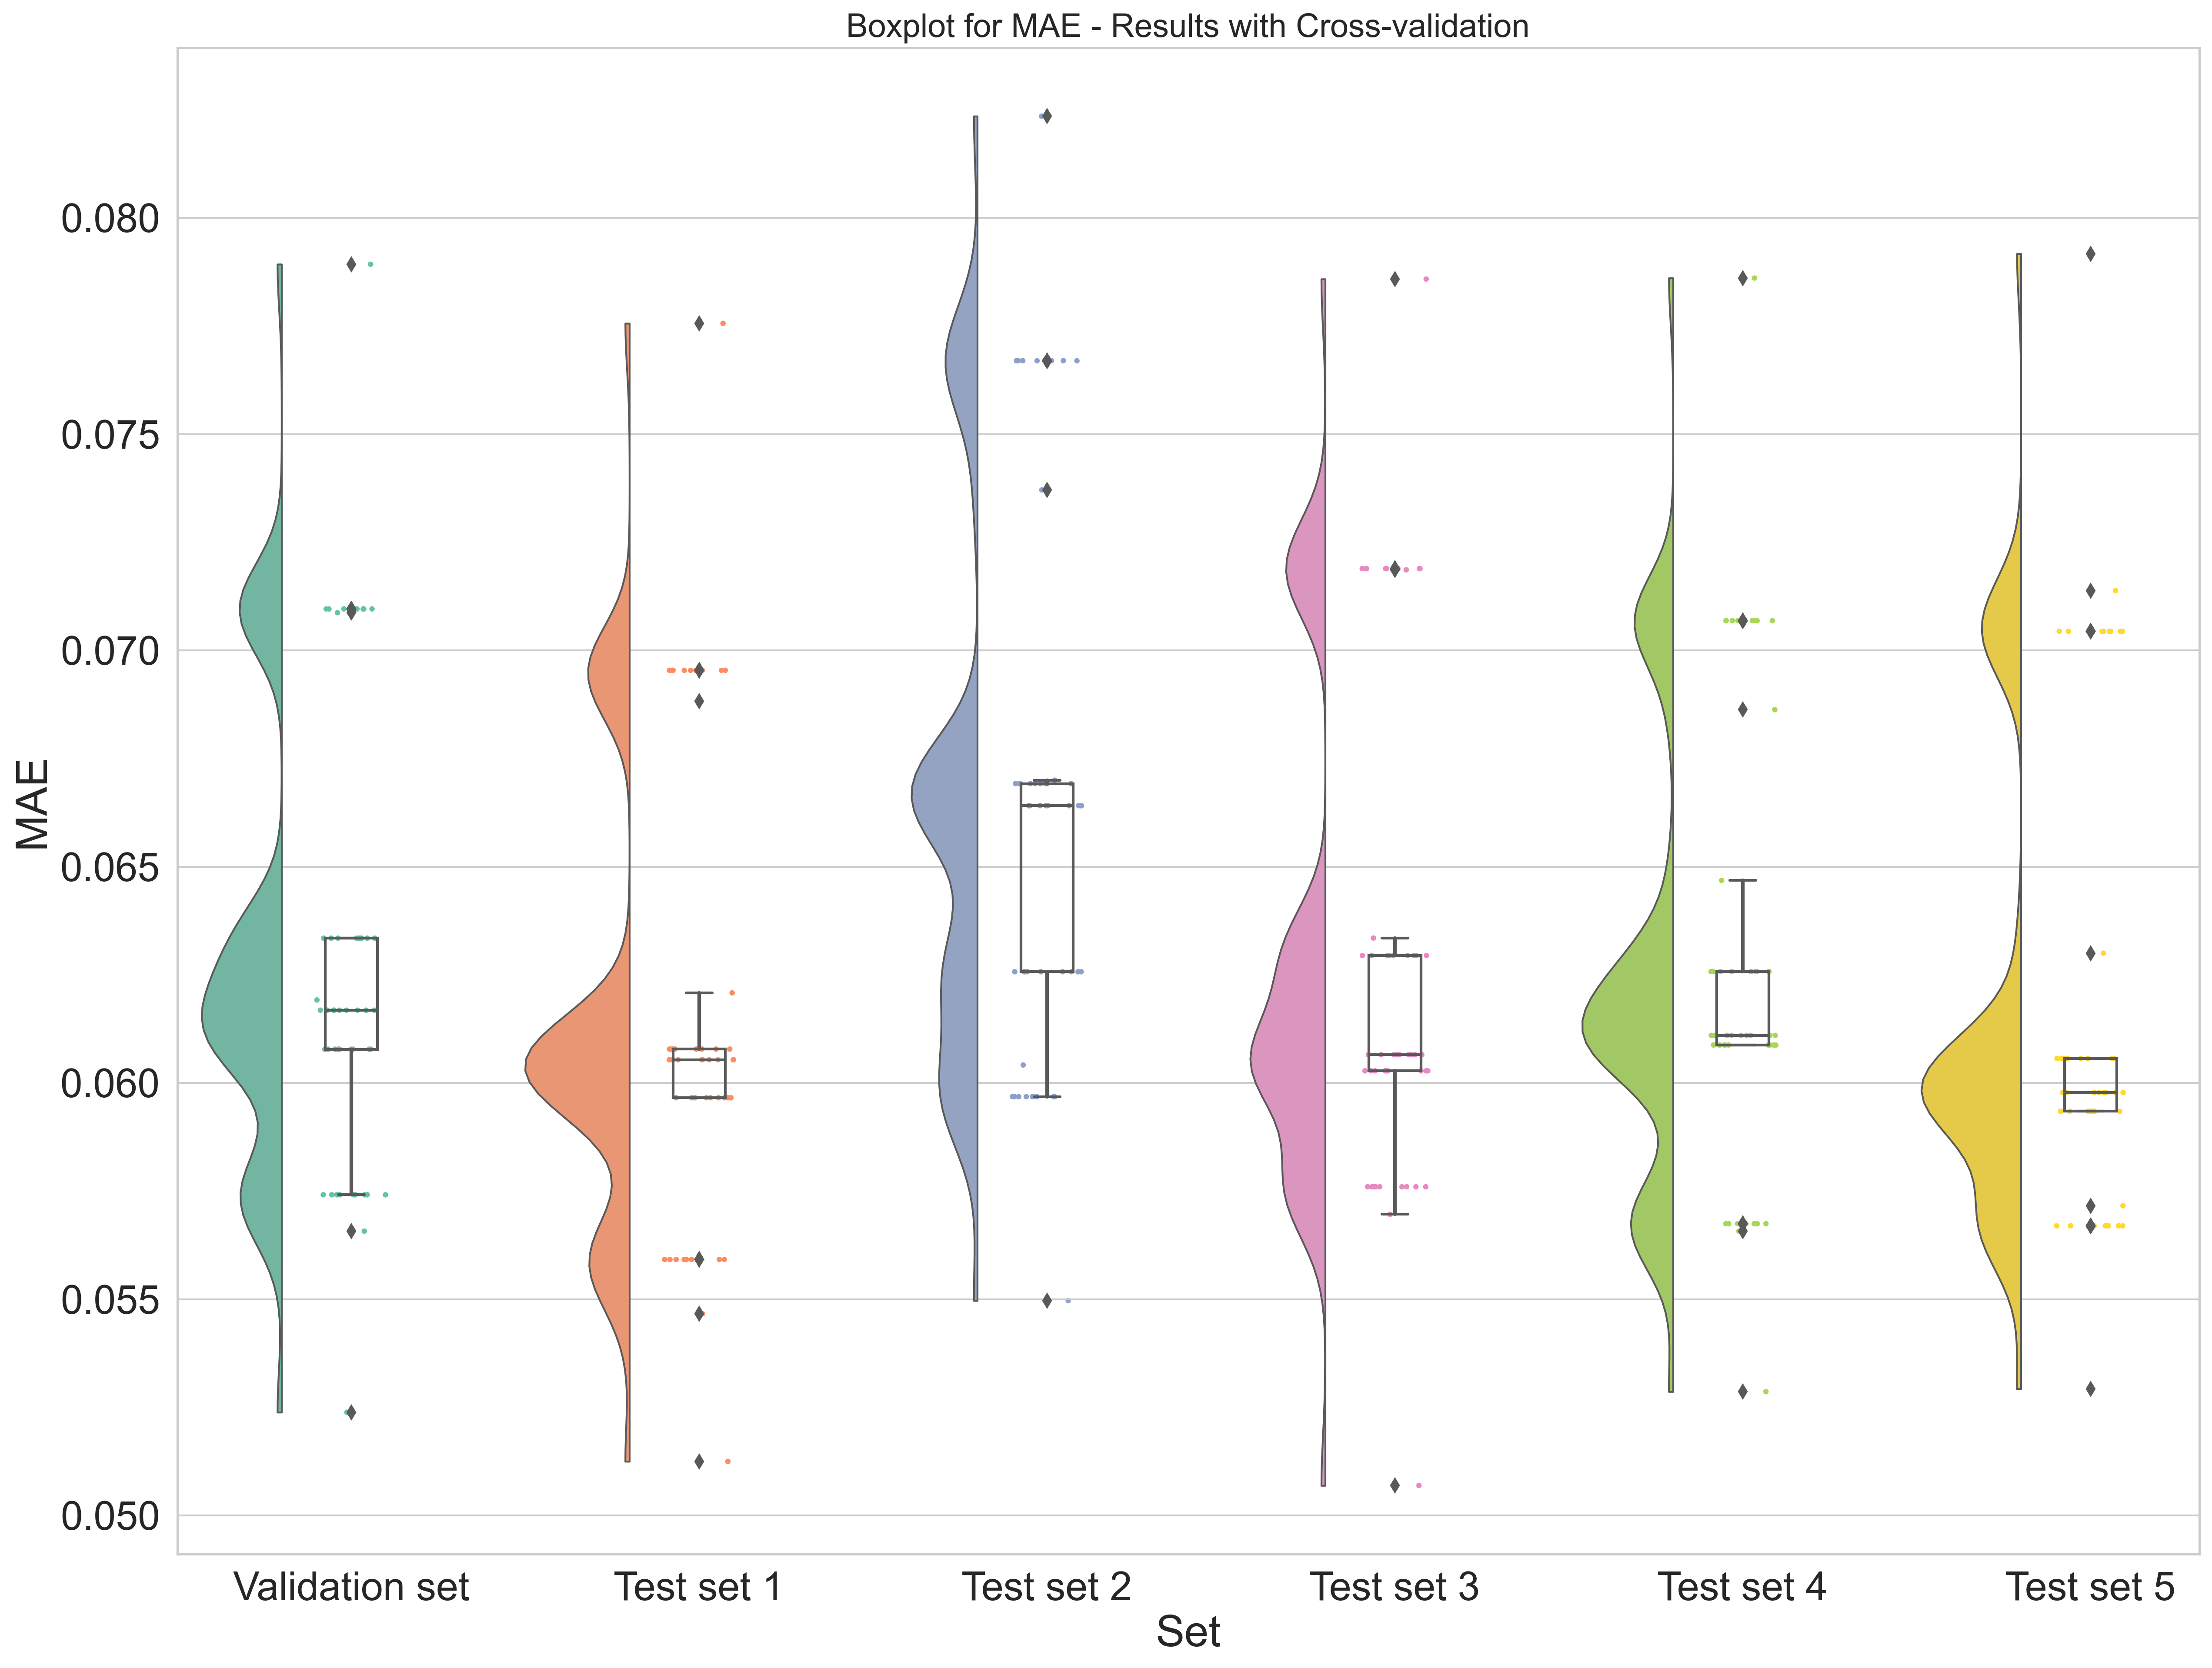 Boxplot for MAE - Results with Cross-validation
MAE
0.080
0.075
0.070
0.065
0.060
0.055
0.050
Validation set
Test set 1
Test set 2
Test set 3
Test set 4
Test set 5
Set